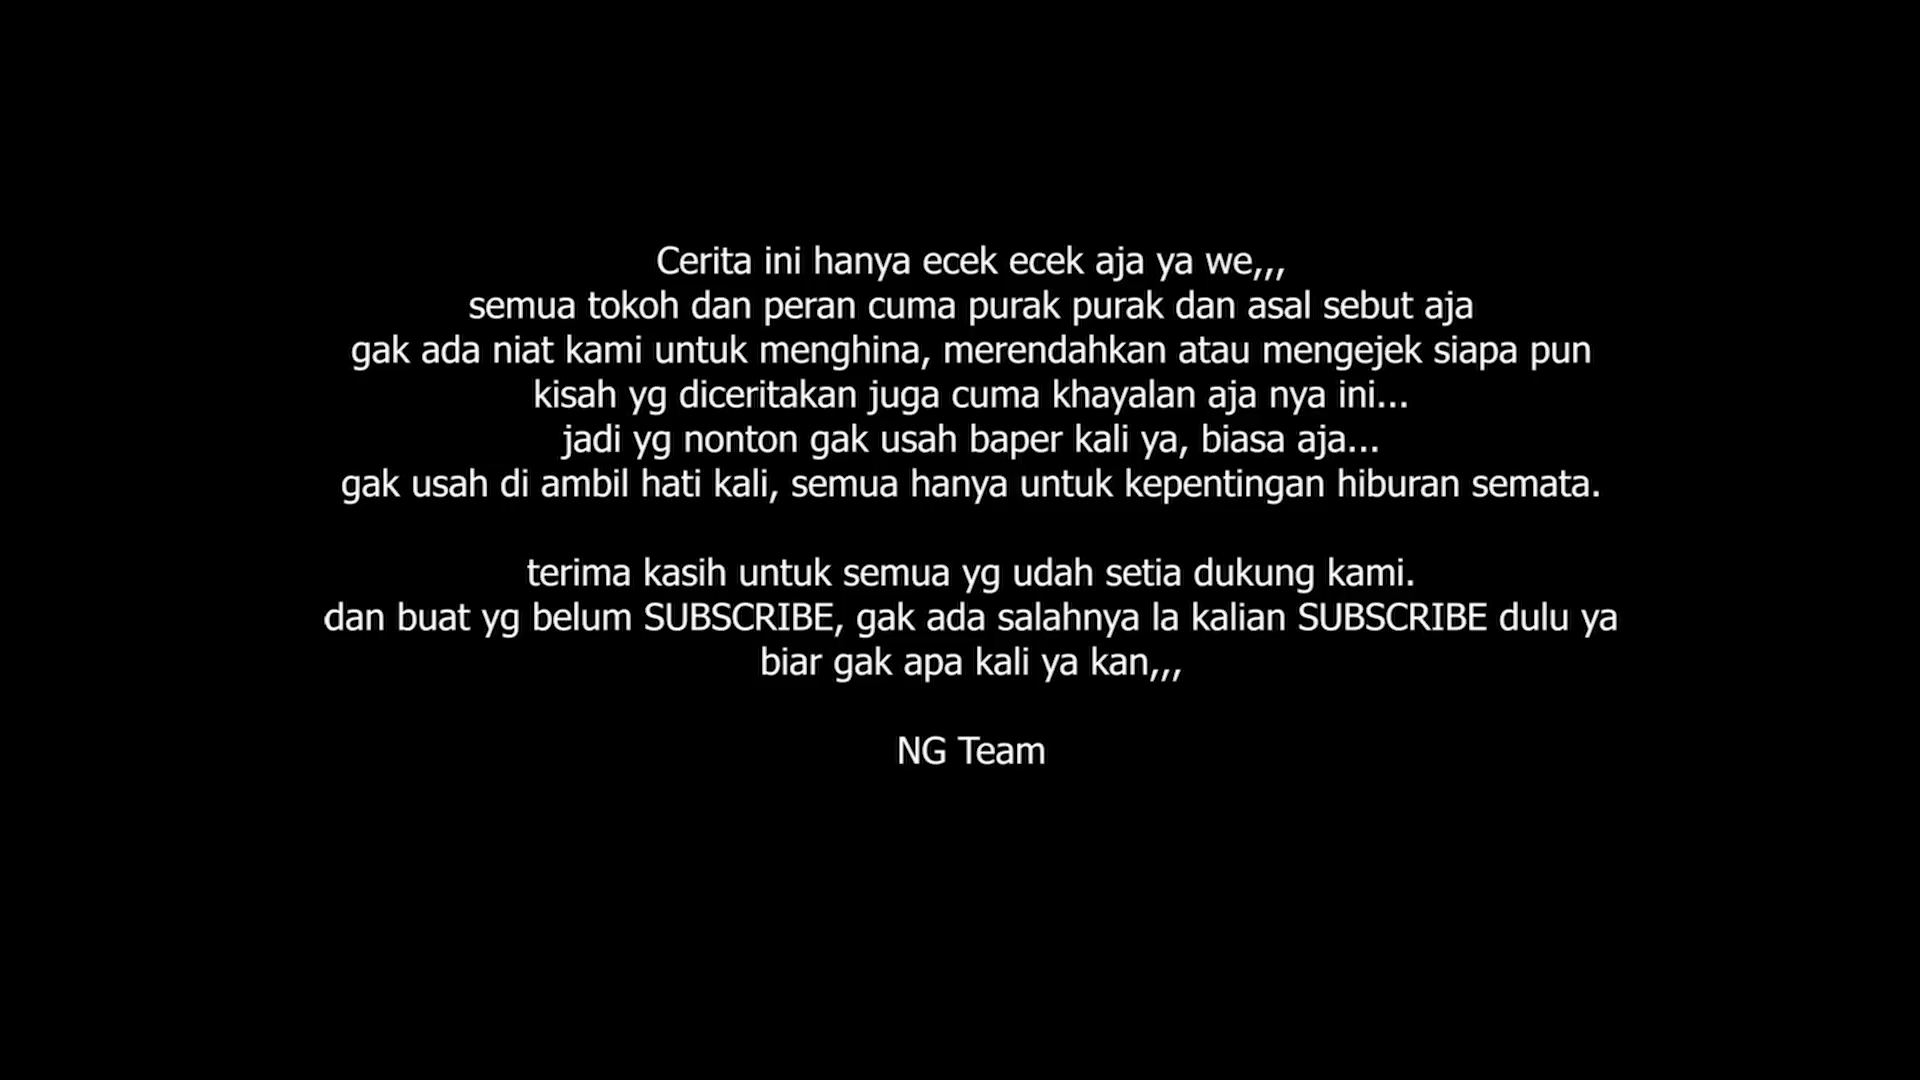 Cerita ini hanya ecek ecek aja ya we,,,
semua tokoh dan peran cuma purak purak dan asal sebut aja
gak ada niat kami untuk menghina, merendahkan atau mengejek siapa pun
kisah yg diceritakan juga cuma khayalan aja nya ini...
jadi yg nonton gak usah baper kali ya, biasa aja...
gak usah di ambil hati kali, semua hanya untuk kepentingan hiburan semata.
terima kasih untuk semua yg udah setia dukung kami.
dan buat yg belum SUBSCRIBE, gak ada salahnya la kalian SUBSCRIBE dulu ya
biar gak apa kali ya kan,,,
NG Team